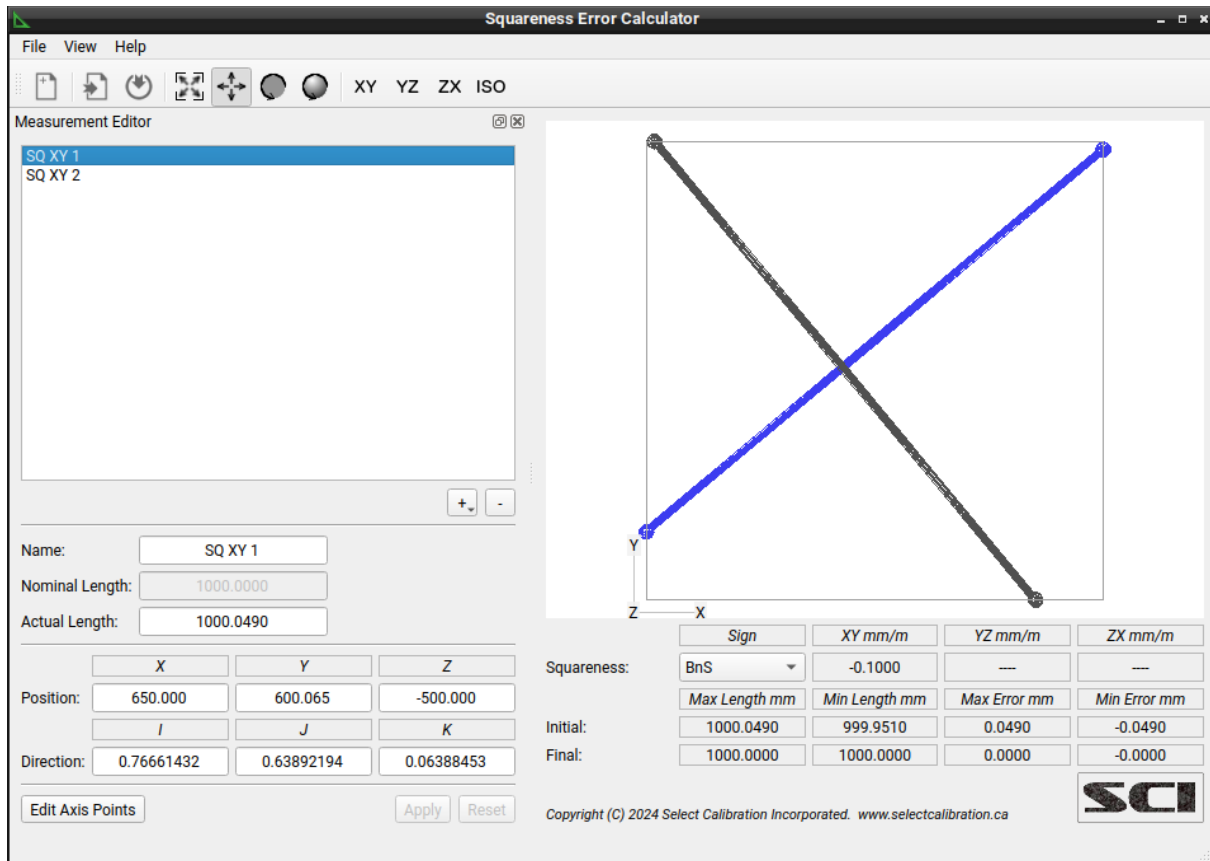 Squareness Error Calculator
File View Help
XY YZ ZX ISO
Measurement Editor
SQ XY 1
SQ XY 2
+ -
Name: SQ XY 1
Nominal Length: 1000.0000
Actual Length: 1000.0490
X Y Z
Position: 650.000 600.065 -500.000
I J K
Direction: 0.76661432 0.63892194 0.06388453
Edit Axis Points Apply Reset
Y
Z X
Sign XY mm/m YZ mm/m ZX mm/m
Squareness: BnS -0.1000 ---- ----
Max Length mm Min Length mm Max Error mm Min Error mm
Initial: 1000.0490 999.9510 0.0490 -0.0490
Final: 1000.0000 1000.0000 0.0000 -0.0000
Copyright (C) 2024 Select Calibration Incorporated. www.selectcalibration.ca
SCI